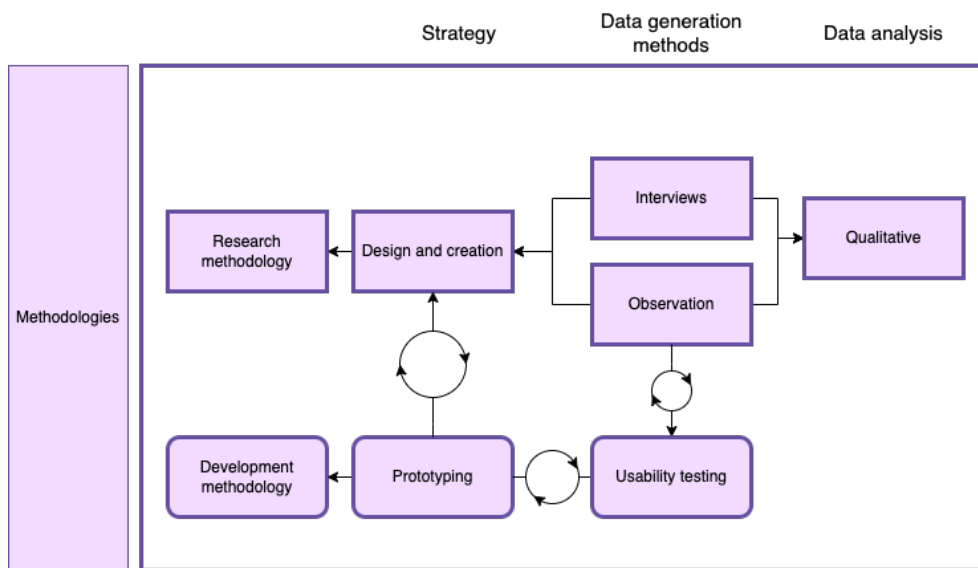 Strategy
Data generation
methods
Data analysis
Methodologies
Research
methodology
Design and creation
Interviews
Observation
Qualitative
Development
methodology
Prototyping
Usability testing